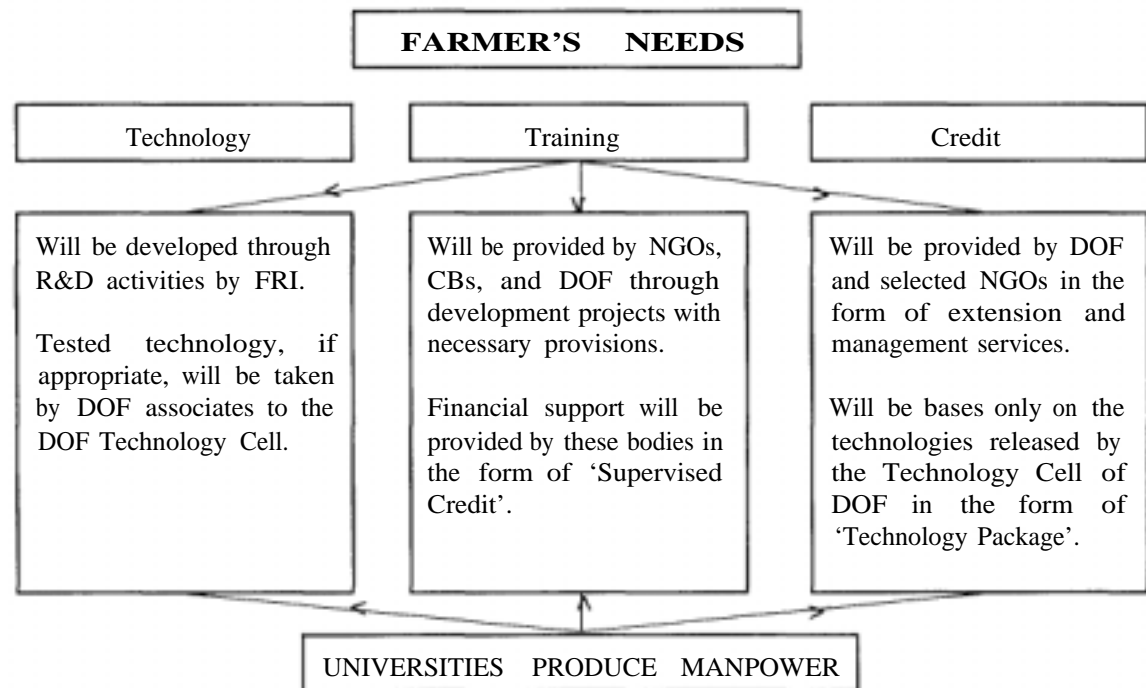 FARMER'S NEEDS
Technology
Training
Credit
Will be developed through
R&D activities by FRI.
Tested technology, if
appropriate, will be taken
by DOF associates to the
DOF Technology Cell.
Will be provided by NGOs,
CBs, and DOF through
development projects with
necessary provisions.
Financial support will be
provided by these bodies in
the form of ‘Supervised
Credit’.
Will be provided by DOF
and selected NGOs in the
form of extension and
management services.
Will be bases only on the
technologies released by
the Technology Cell of
DOF in the form of
‘Technology Package’.
UNIVERSITIES PRODUCE MANPOWER